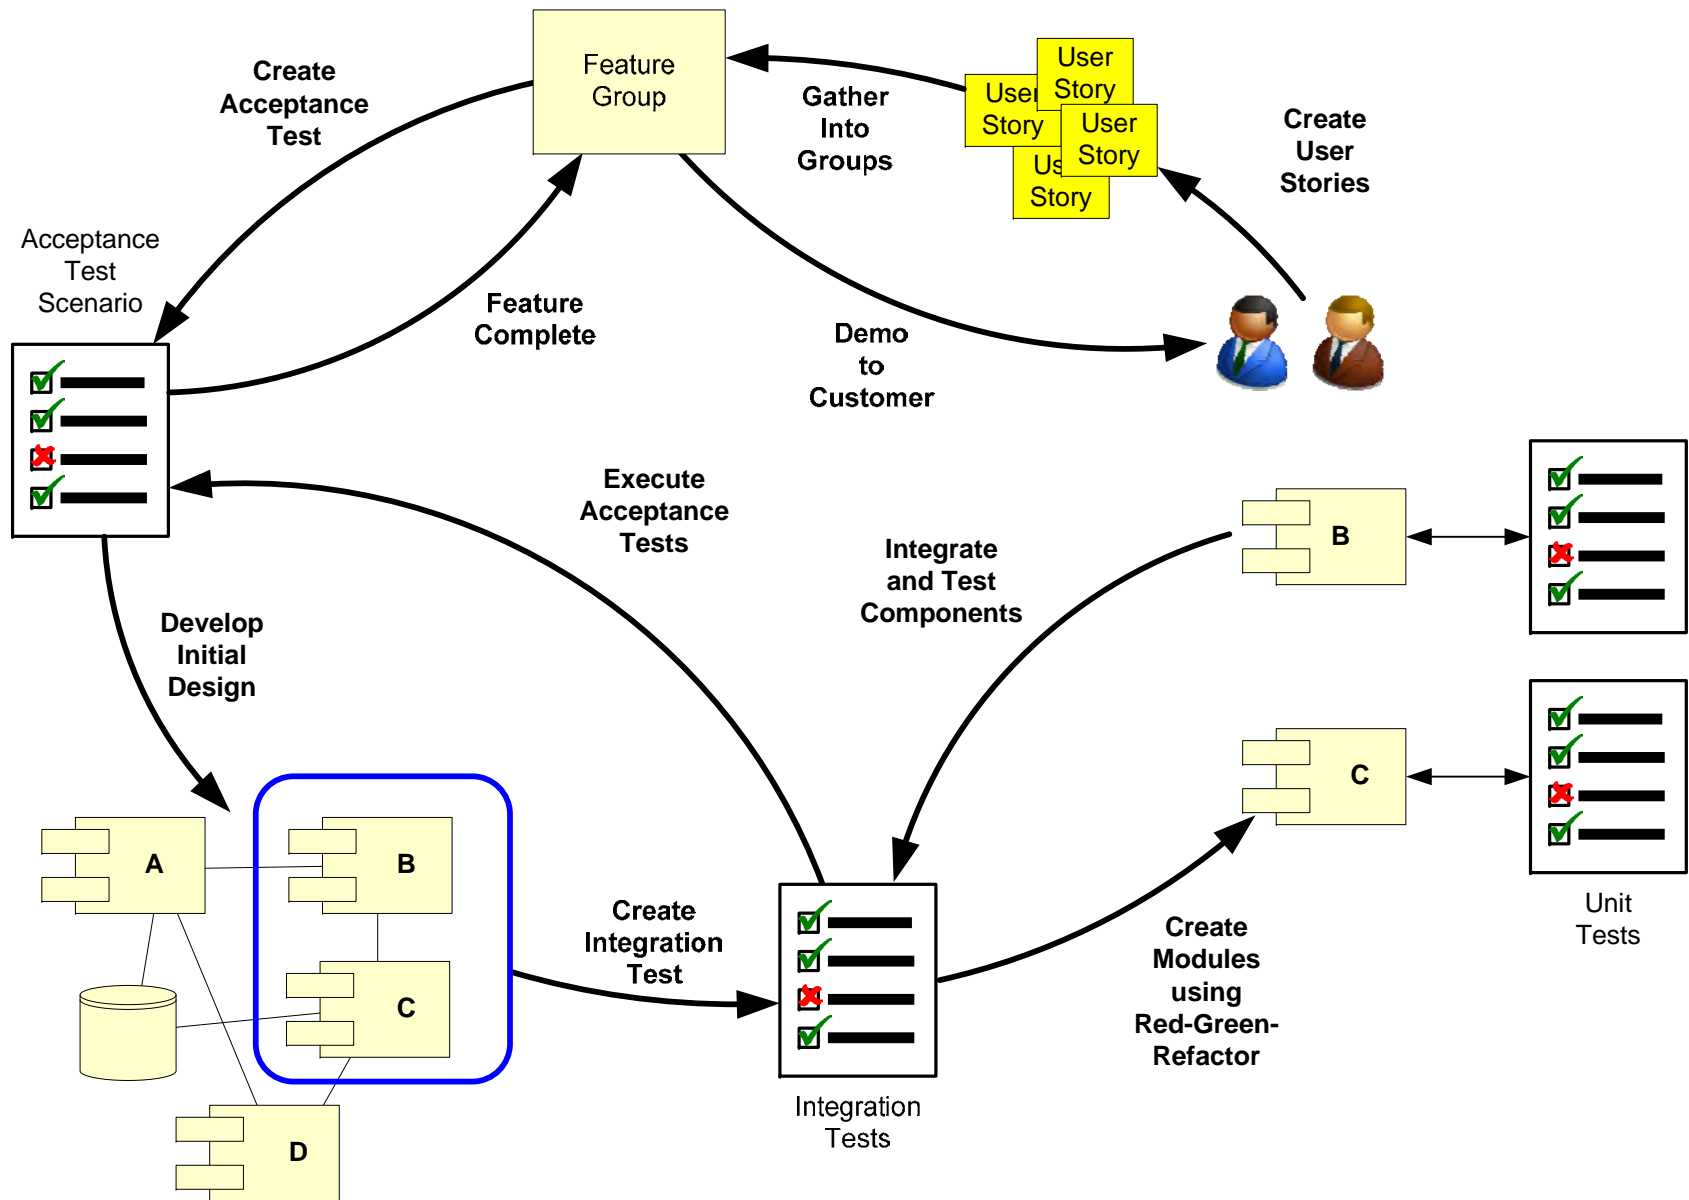 Create
Acceptance
Test
Feature
Group
Gather
Into
Groups
User
Story
User
Story
User
Story
Story
Create
User
Stories
Acceptance
Test
Scenario
Feature
Complete
Demo
to
Customer
Execute
Acceptance
Tests
Integrate
and Test
Components
B
Develop
Initial
Design
C
A
B
C
D
Create
Integration
Test
Integration
Tests
Create
Modules
using
Red-Green-
Refactor
Unit
Tests